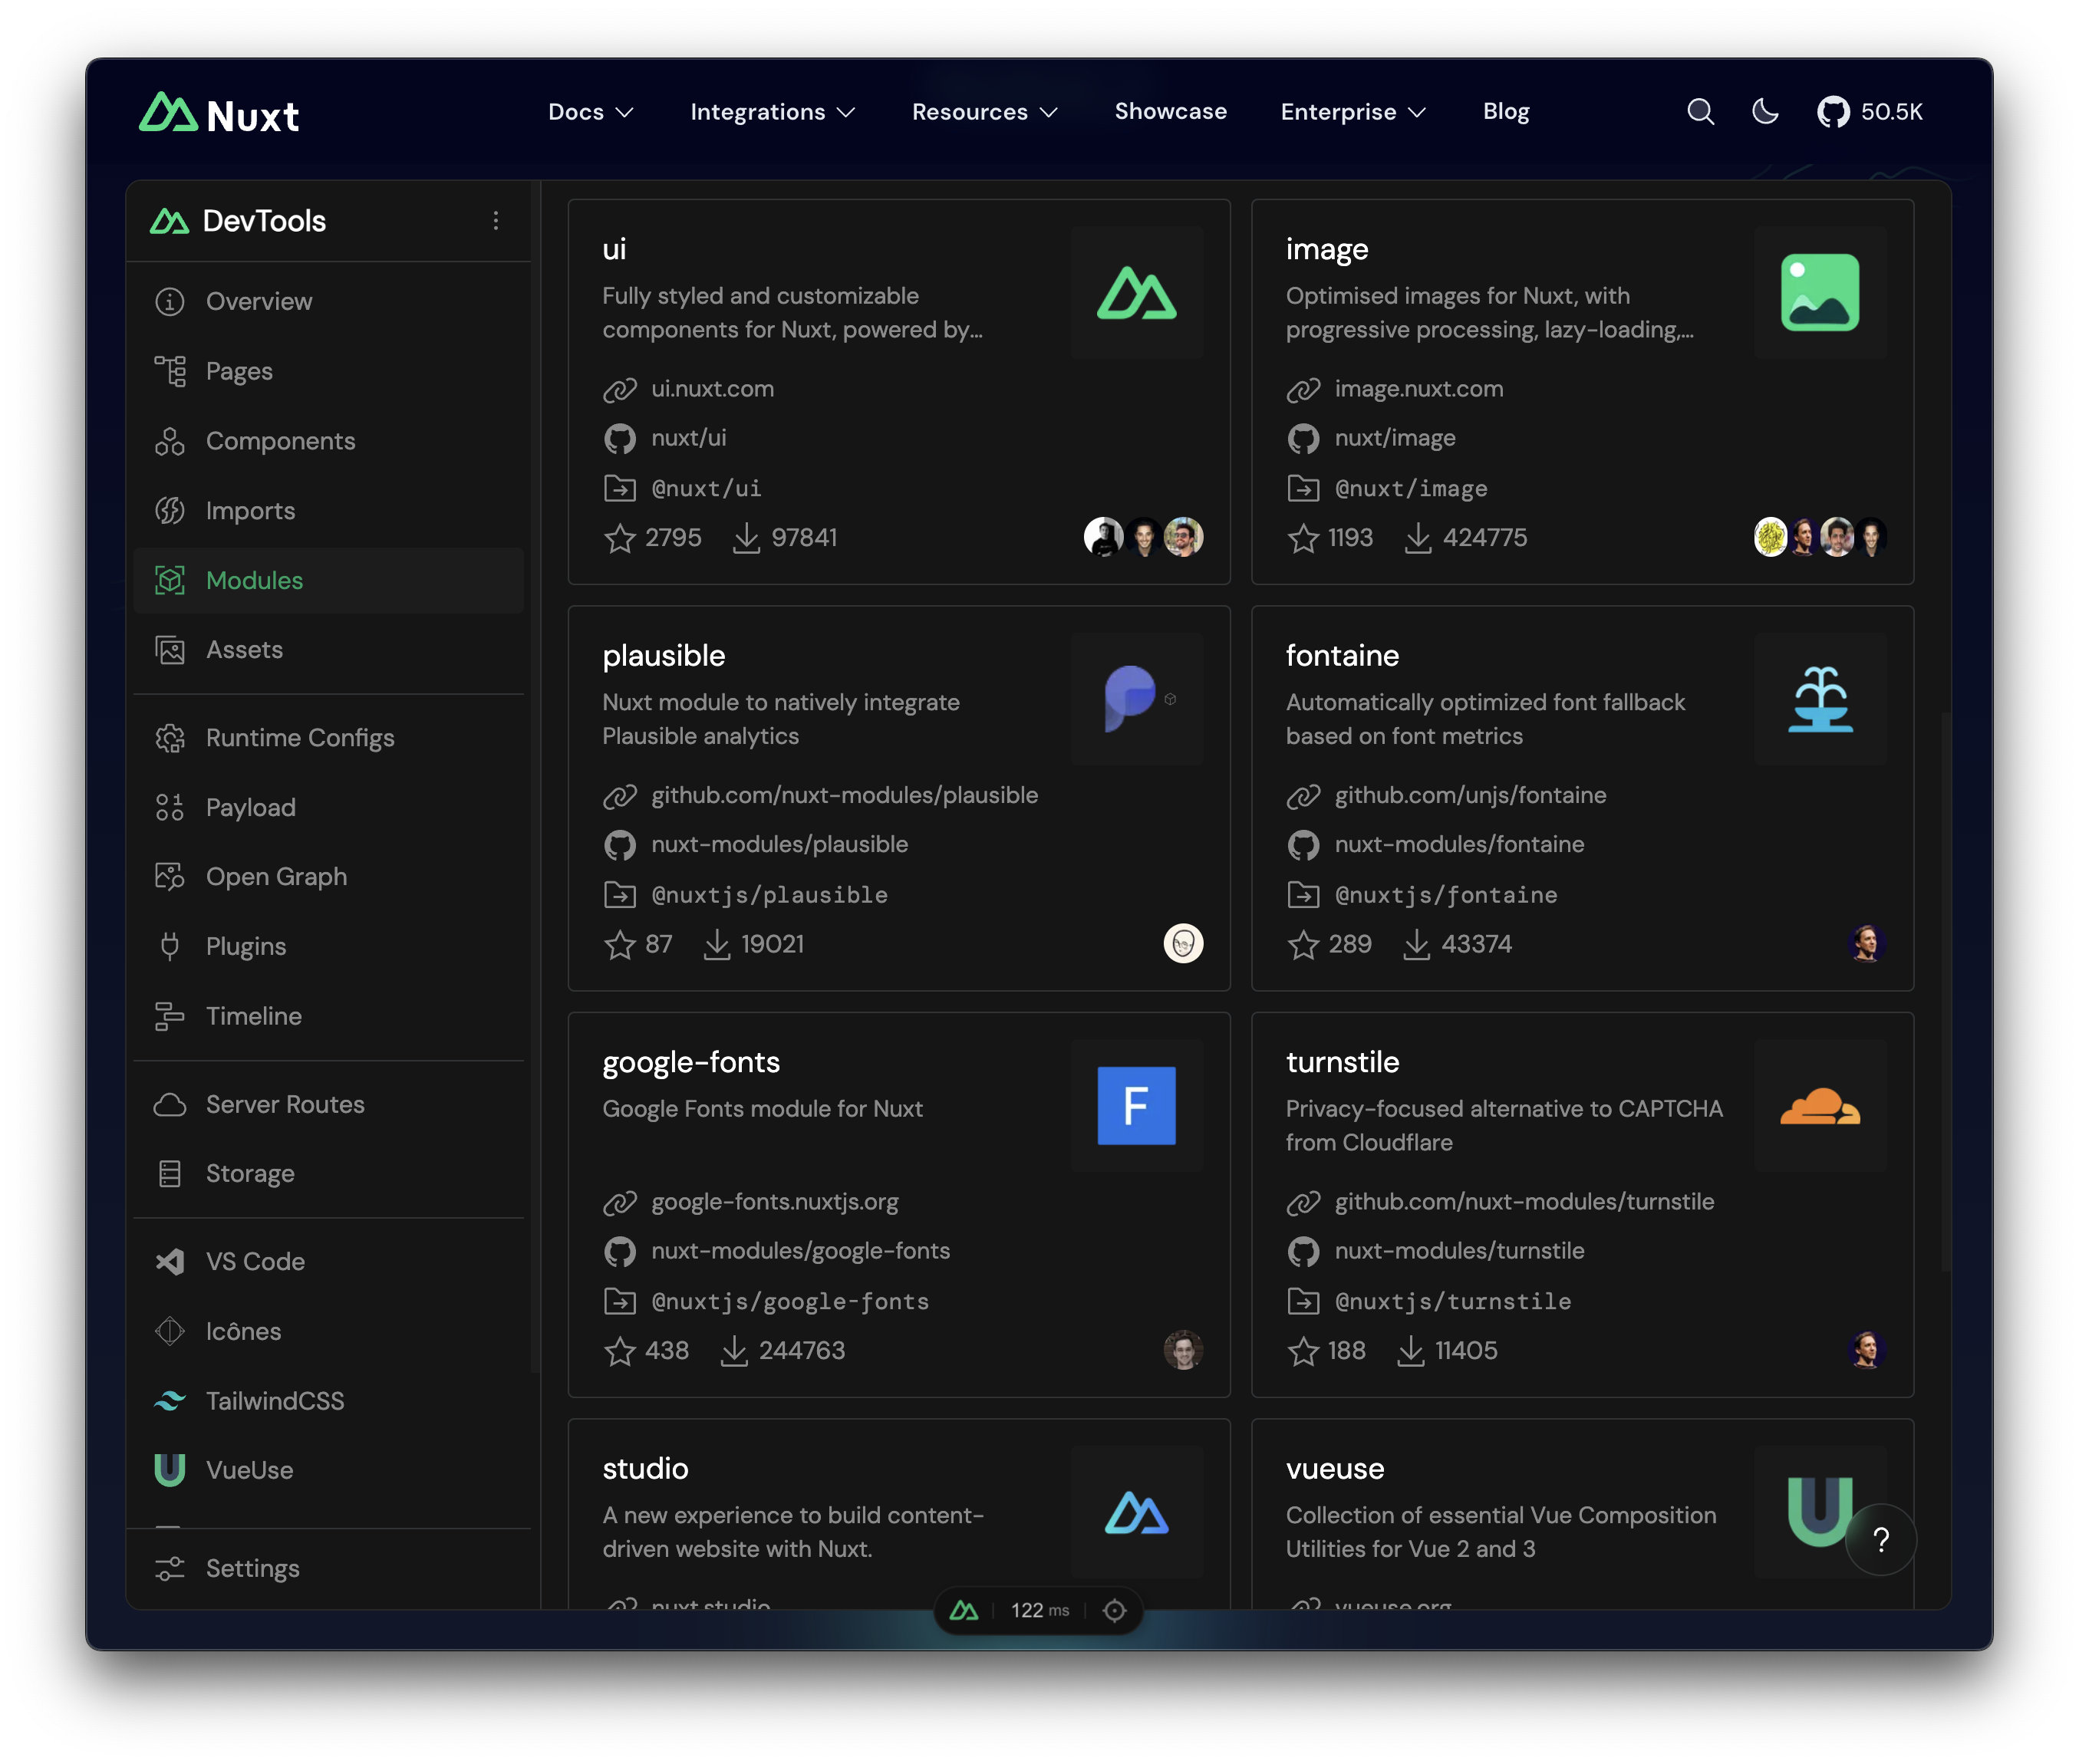 Nuxt
Docs
Integrations
Resources
Showcase
Enterprise
Blog
50.5K
DevTools
Overview
Pages
Components
Imports
Modules
Assets
Runtime Configs
Payload
Open Graph
Plugins
Timeline
Server Routes
Storage
VS Code
Icônes
TailwindCSS
VueUse
Settings
ui
Fully styled and customizable
components for Nuxt, powered by...
ui.nuxt.com
nuxt/ui
@nuxt/ui
2795 97841
image
Optimised images for Nuxt, with
progressive processing, lazy-loading,...
image.nuxt.com
nuxt/image
@nuxt/image
1193 424775
plausible
Nuxt module to natively integrate
Plausible analytics
github.com/nuxt-modules/plausible
nuxt-modules/plausible
@nuxtjs/plausible
87 19021
fontaine
Automatically optimized font fallback
based on font metrics
github.com/unjs/fontaine
nuxt-modules/fontaine
@nuxtjs/fontaine
289 43374
google-fonts
Google Fonts module for Nuxt
F
google-fonts.nuxtjs.org
nuxt-modules/google-fonts
@nuxtjs/google-fonts
438 244763
turnstile
Privacy-focused alternative to CAPTCHA
from Cloudflare
github.com/nuxt-modules/turnstile
nuxt-modules/turnstile
@nuxtjs/turnstile
188 11405
studio
A new experience to build content-
driven website with Nuxt.
nuxt.studio
vueuse
Collection of essential Vue Composition
Utilities for Vue 2 and 3
vueuse.org
?
122 ms